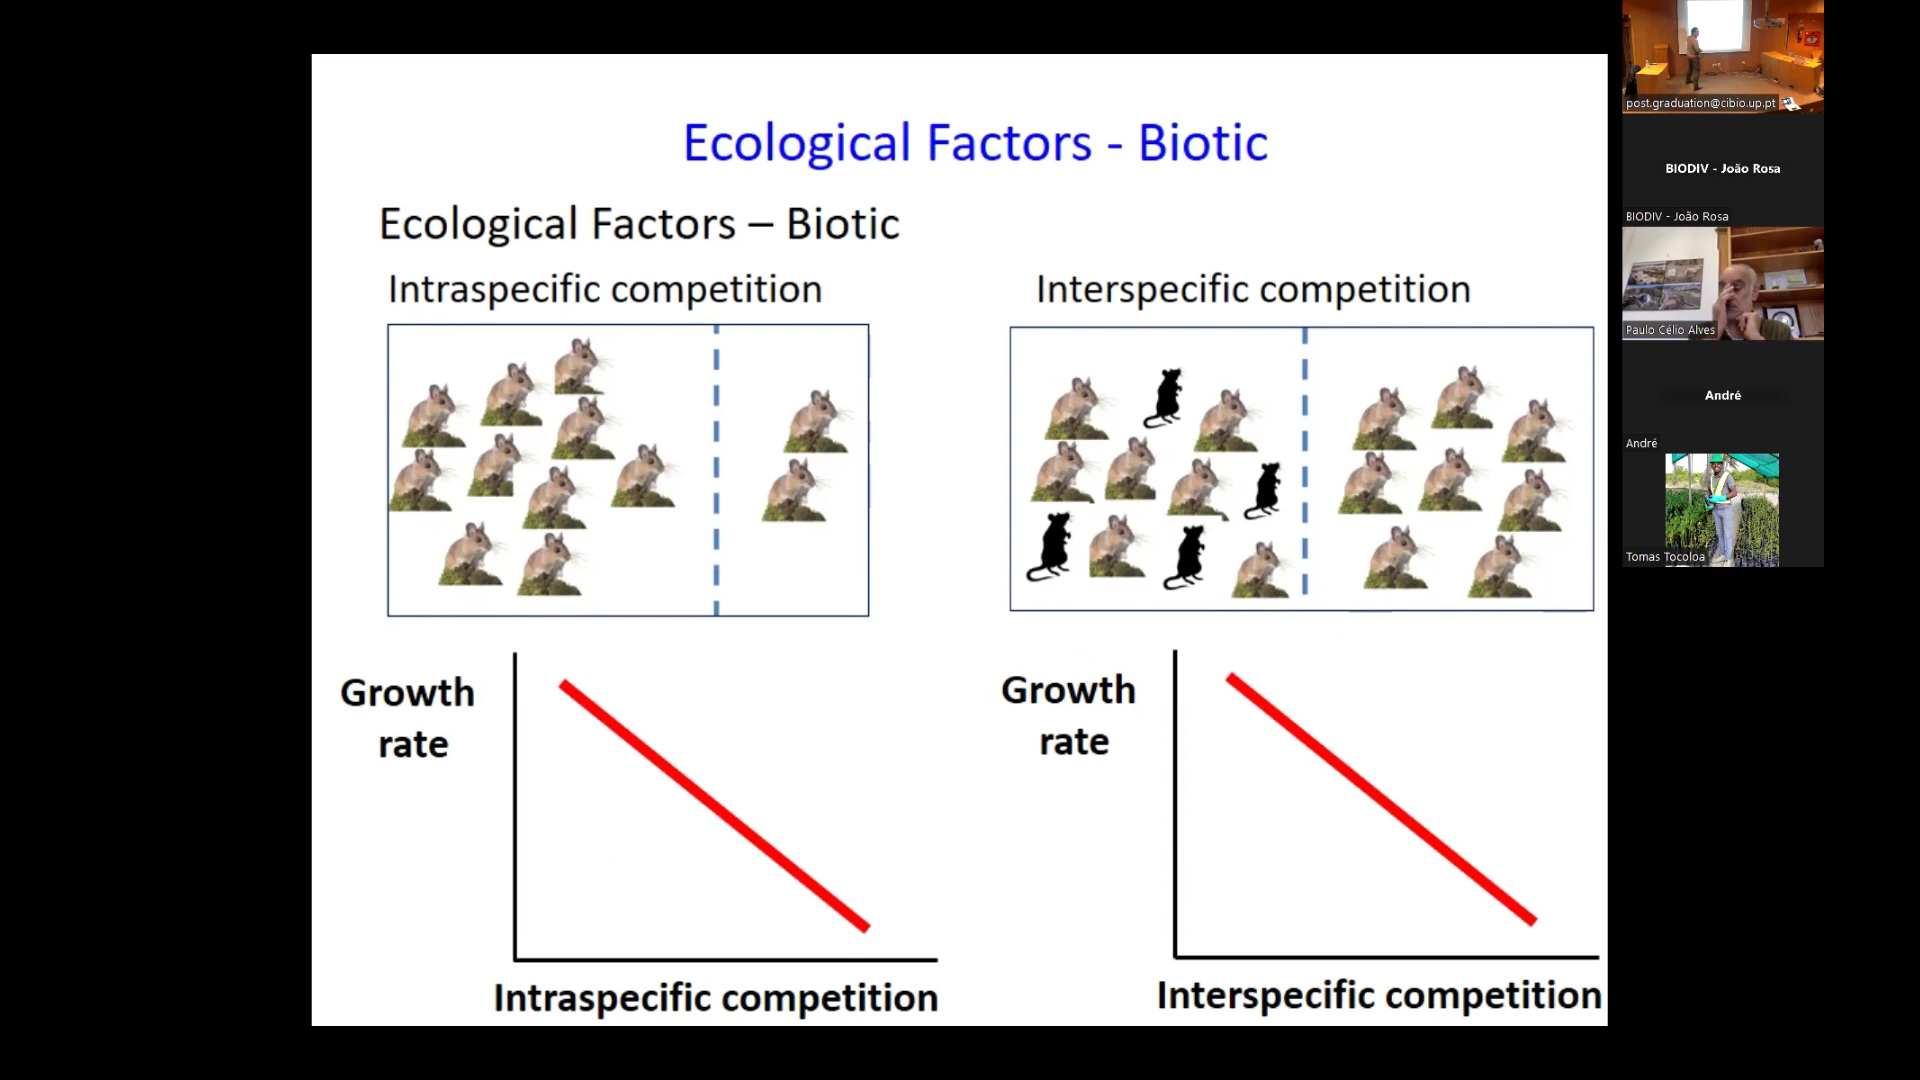 Ecological Factors - Biotic
Ecological Factors – Biotic
Intraspecific competition
Interspecific competition
Growth
rate
Intraspecific competition
Growth
rate
Interspecific competition
post.graduation@cibio.up.pt
BIODIV - João Rosa
BIODIV - João Rosa
Paulo Célio Alves
André
André
Tomas Tocoloa